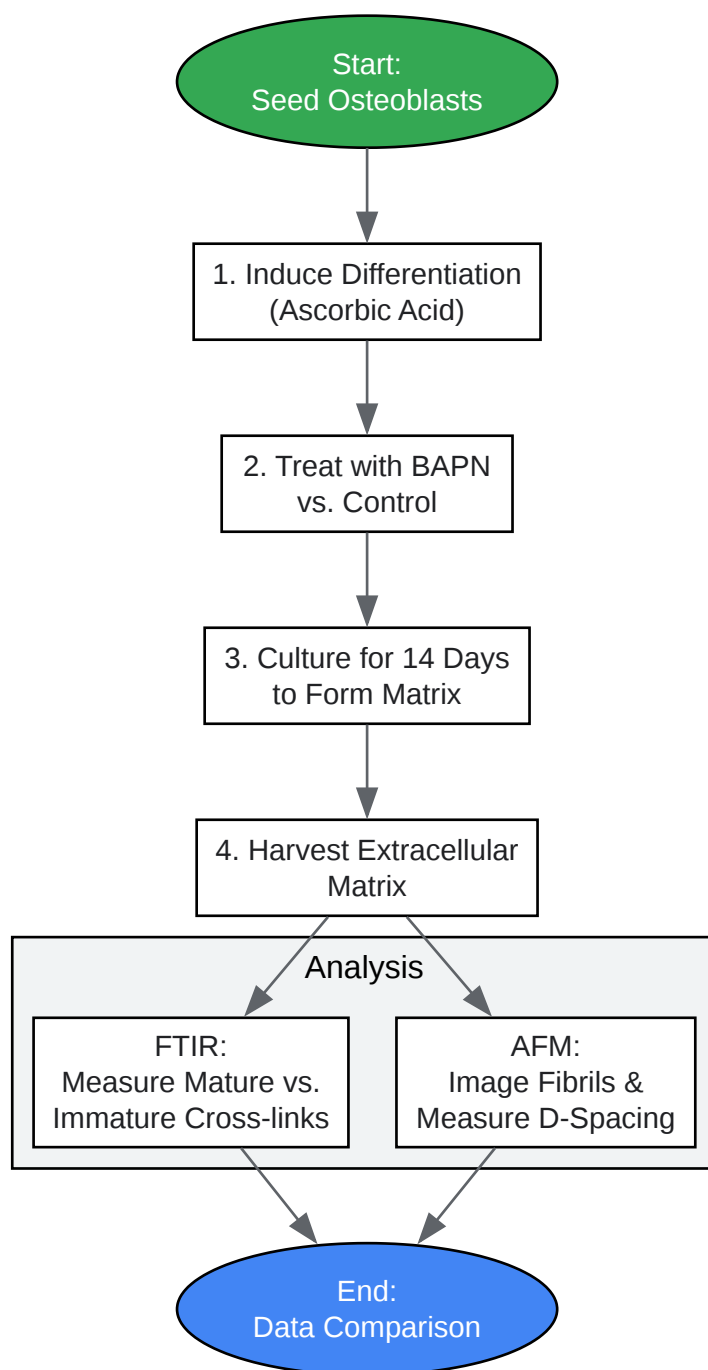 Start:
Seed Osteoblasts
1. Induce Differentiation
(Ascorbic Acid)
2. Treat with BAPN
vs. Control
3. Culture for 14 Days
to Form Matrix
4. Harvest Extracellular
Matrix
Analysis
FTIR:
Measure Mature vs.
Immature Cross-links
AFM:
Image Fibrils &
Measure D-Spacing
End:
Data Comparison